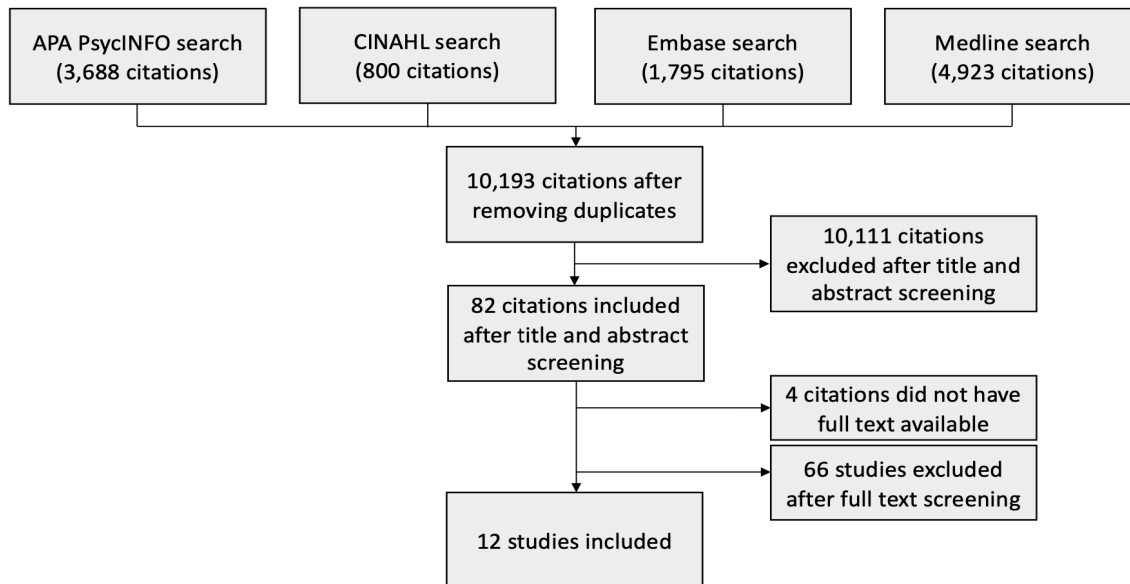 APA PsycINFO search
(3,688 citations)
CINAHL search
(800 citations)
Embase search
(1,795 citations)
Medline search
(4,923 citations)
10,193 citations after
removing duplicates
10,111 citations
excluded after title and
abstract screening
82 citations included
after title and abstract
screening
4 citations did not have
full text available
66 studies excluded
after full text screening
12 studies included